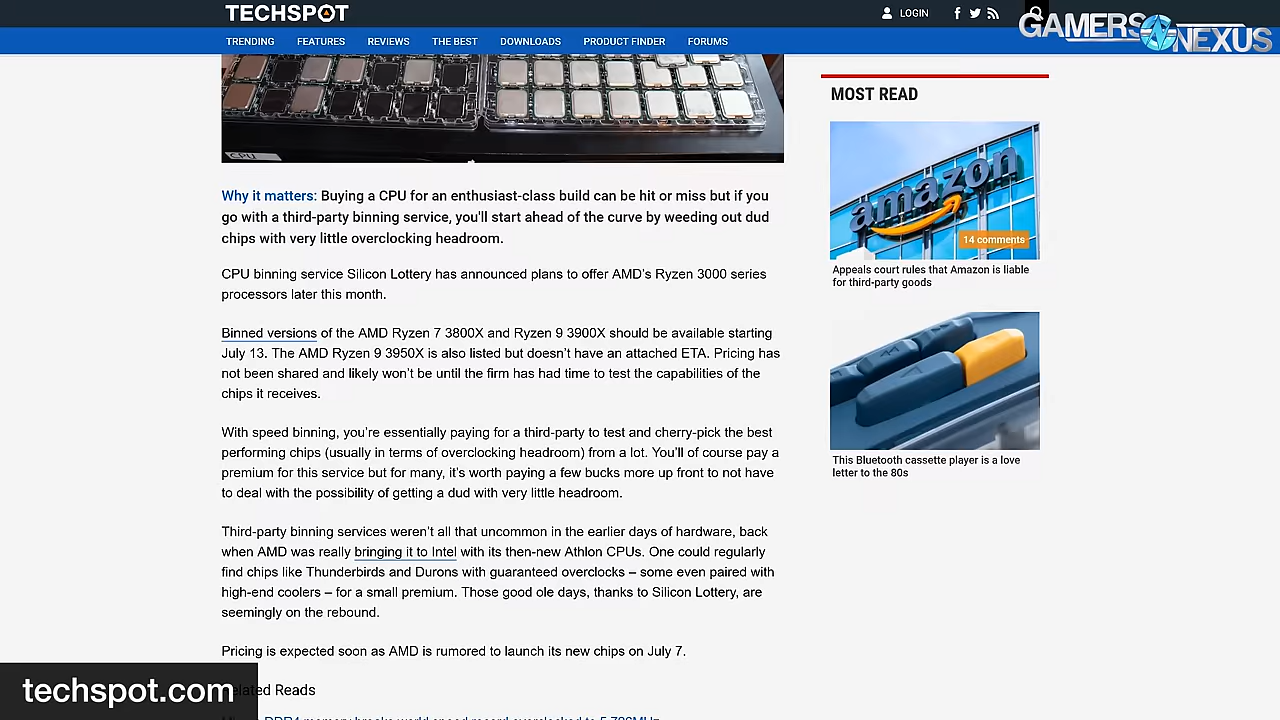 TECHSPOT
LOGIN
GAMERS NEXUS
TRENDING FEATURES REVIEWS THE BEST DOWNLOADS PRODUCT FINDER FORUMS
CPU
Why it matters: Buying a CPU for an enthusiast-class build can be hit or miss but if you
go with a third-party binning service, you'll start ahead of the curve by weeding out dud
chips with very little overclocking headroom.
CPU binning service Silicon Lottery has announced plans to offer AMD's Ryzen 3000 series
processors later this month.
Binned versions of the AMD Ryzen 7 3800X and Ryzen 9 3900X should be available starting
July 13. The AMD Ryzen 9 3950X is also listed but doesn't have an attached ETA. Pricing has
not been shared and likely won't be until the firm has had time to test the capabilities of the
chips it receives.
With speed binning, you're essentially paying for a third-party to test and cherry-pick the best
performing chips (usually in terms of overclocking headroom) from a lot. You'll of course pay a
premium for this service but for many, it's worth paying a few bucks more up front to not have
to deal with the possibility of getting a dud with very little headroom.
Third-party binning services weren't all that uncommon in the earlier days of hardware, back
when AMD was really bringing it to Intel with its then-new Athlon CPUs. One could regularly
find chips like Thunderbirds and Durons with guaranteed overclocks – some even paired with
high-end coolers – for a small premium. Those good ole days, thanks to Silicon Lottery, are
seemingly on the rebound.
Pricing is expected soon as AMD is rumored to launch its new chips on July 7.
Reads
MOST READ
amazon
14 comments
Appeals court rules that Amazon is liable
for third-party goods
This Bluetooth cassette player is a love
letter to the 80s
techspot.com